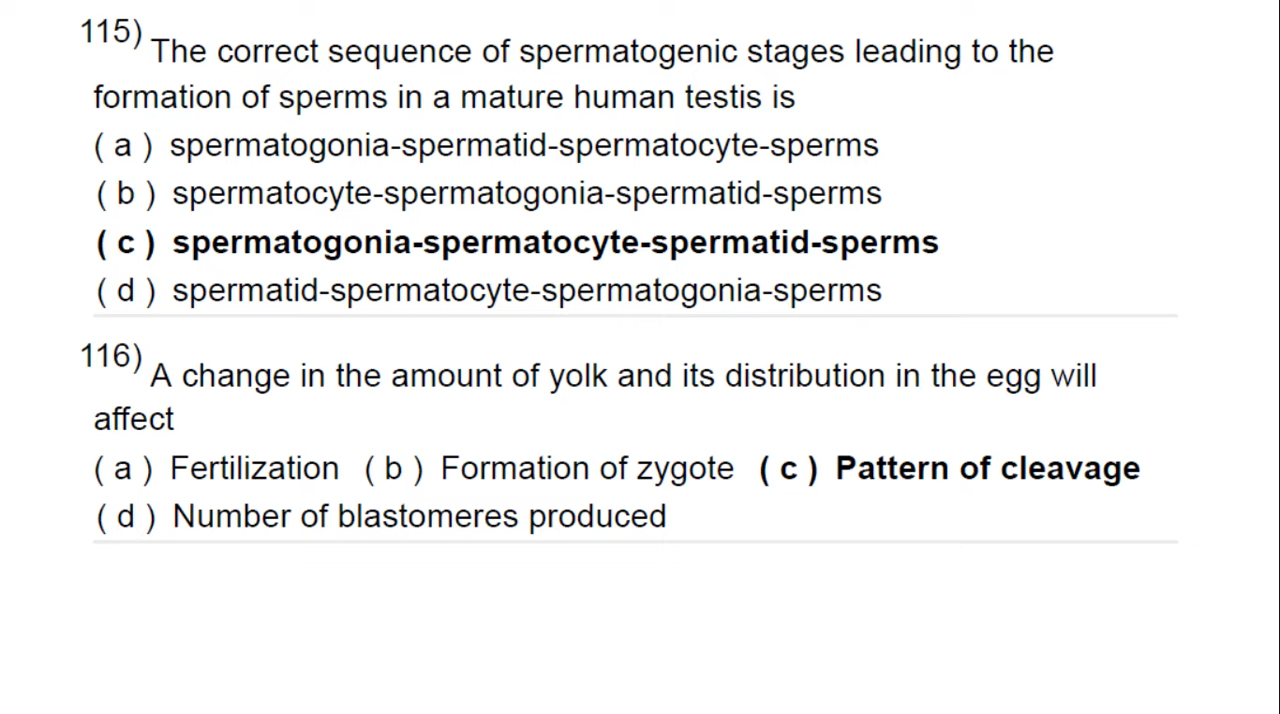 115) The correct sequence of spermatogenic stages leading to the
formation of sperms in a mature human testis is
( a ) spermatogonia-spermatid-spermatocyte-sperms
( b ) spermatocyte-spermatogonia-spermatid-sperms
( c ) spermatogonia-spermatocyte-spermatid-sperms
( d ) spermatid-spermatocyte-spermatogonia-sperms
116) A change in the amount of yolk and its distribution in the egg will
affect
( a ) Fertilization ( b ) Formation of zygote ( c ) Pattern of cleavage
( d ) Number of blastomeres produced